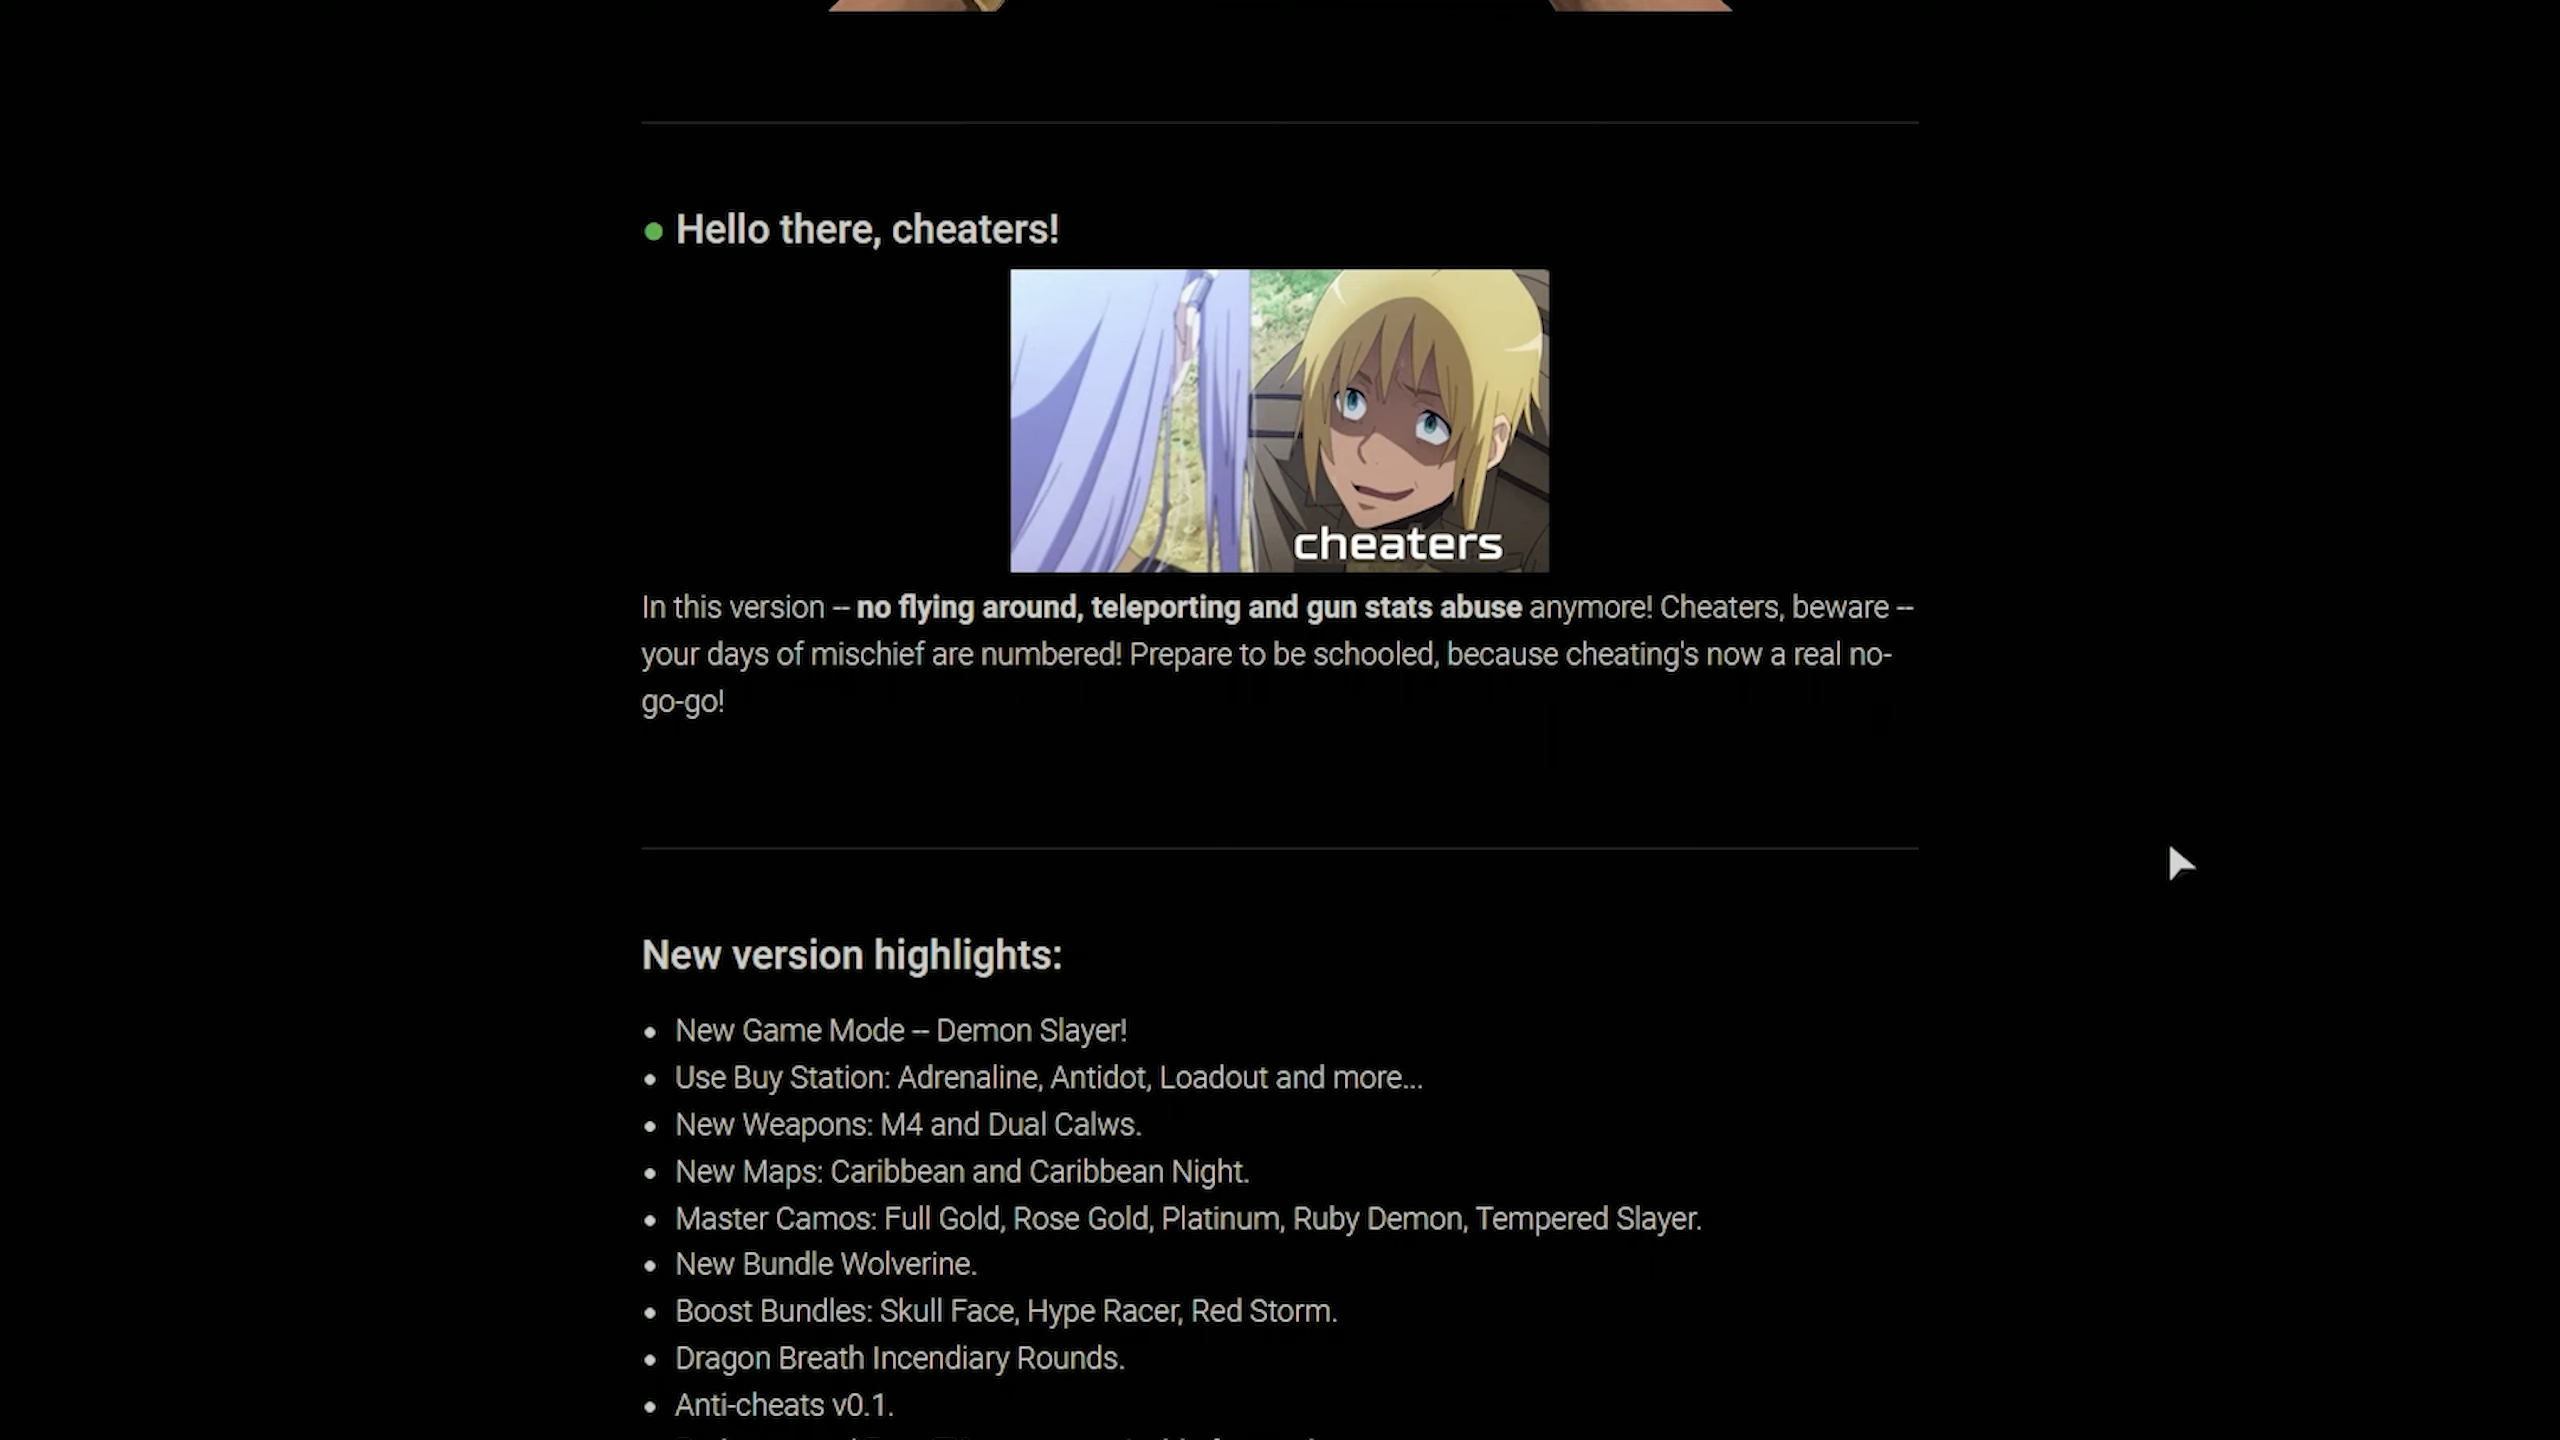 Hello there, cheaters!
cheaters
In this version -- no flying around, teleporting and gun stats abuse anymore! Cheaters, beware --
your days of mischief are numbered! Prepare to be schooled, because cheating's now a real no-
go-go!
New version highlights:
New Game Mode -- Demon Slayer!
Use Buy Station: Adrenaline, Antidot, Loadout and more...
New Weapons: M4 and Dual Calws.
New Maps: Caribbean and Caribbean Night.
Master Camos: Full Gold, Rose Gold, Platinum, Ruby Demon, Tempered Slayer.
New Bundle Wolverine.
Boost Bundles: Skull Face, Hype Racer, Red Storm.
Dragon Breath Incendiary Rounds.
Anti-cheats v0.1.